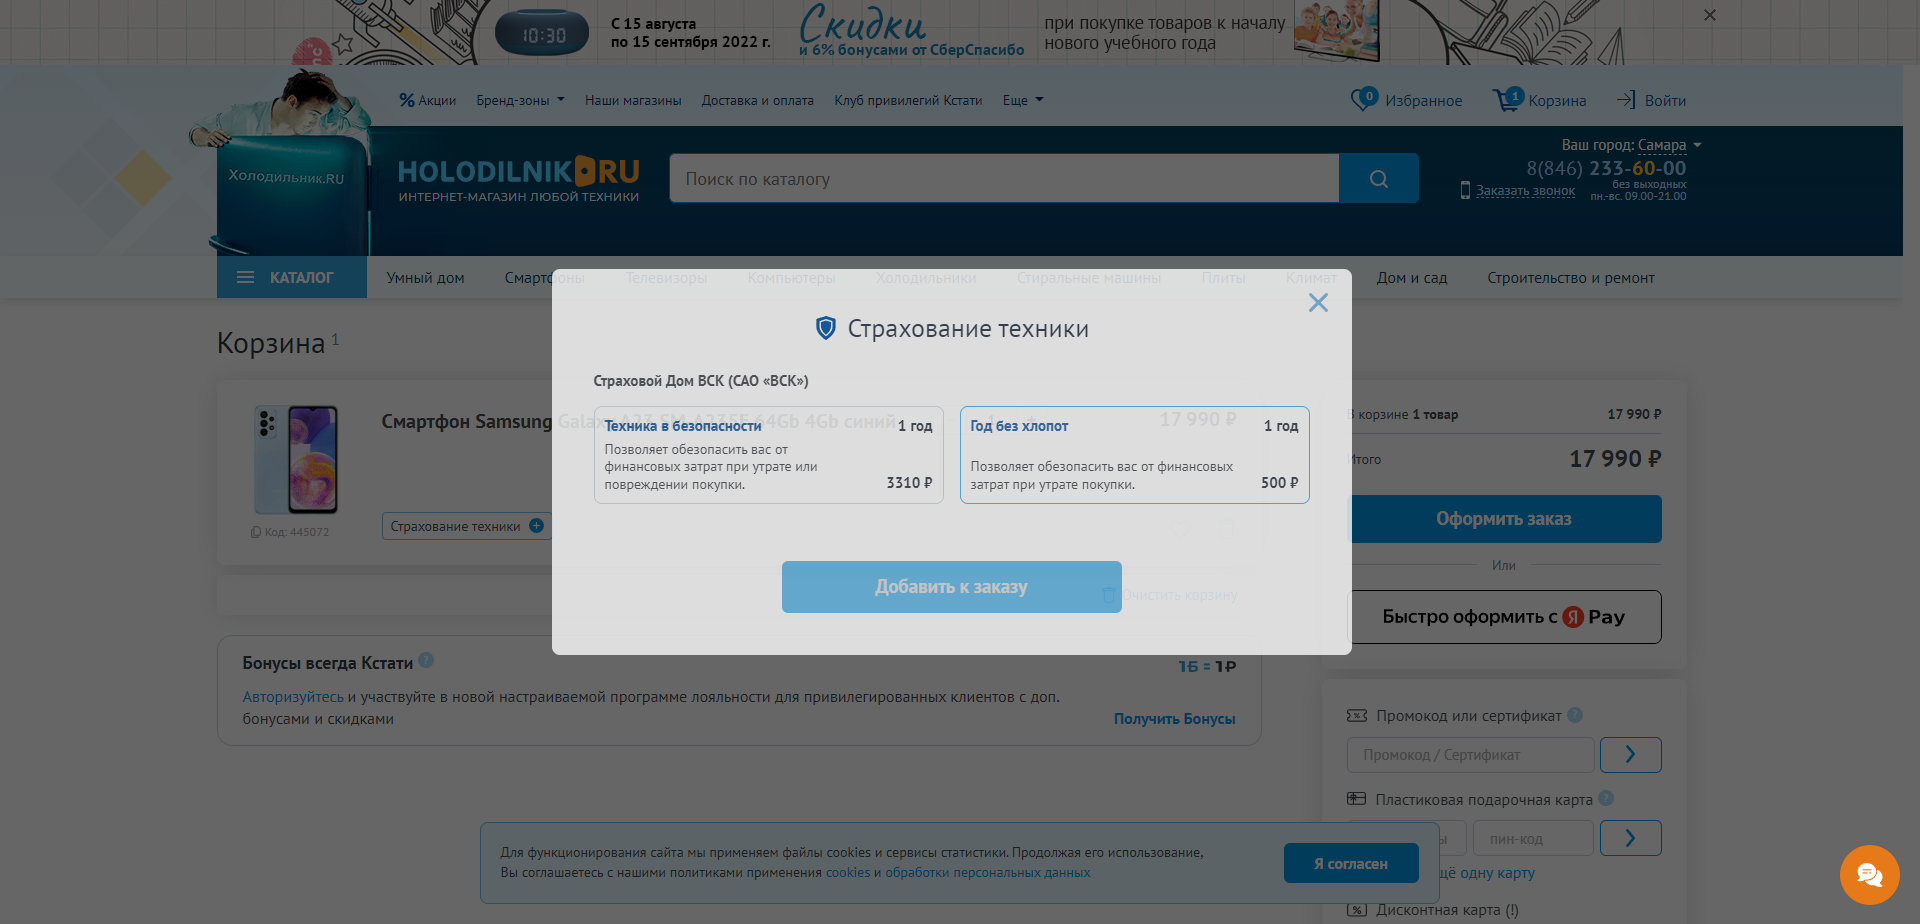 С 15 августа
по 15 сентября 2022 г.
10:30
Скидки
и 6% бонусами от СберСпасибо
при покупке товаров к началу
нового учебного года
% Акции Бренд-зоны Наши магазины Доставка и оплата Клуб привилегий Кстати Еще
0 Избранное 1 Корзина Войти
Холодильник.RU
HOLODILNIK.RU
ИНТЕРНЕТ-МАГАЗИН ЛЮБОЙ ТЕХНИКИ
Поиск по каталогу
Ваш город: Самара
8(846) 233-60-00
Заказать звонок
без выходных
пн.-вс. 09.00-21.00
КАТАЛОГ Умный дом Смартфоны Телевизоры Компьютеры Холодильники Стиральные машины Плиты Климат Дом и сад Строительство и ремонт
Корзина 1
Смартфон Samsung Galaxy A23 SM-A235F 64Gb 4Gb синий
17 990 ₽
Код: 445072
Страхование техники
Очистить корзину
Страхование техники
Страховой Дом ВСК (САО «ВСК»)
Техника в безопасности 1 год
Позволяет обезопасить вас от
финансовых затрат при утрате или
повреждении покупки. 3310 ₽
Год без хлопот 1 год
Позволяет обезопасить вас от финансовых
затрат при утрате покупки. 500 ₽
Добавить к заказу
В корзине 1 товар 17 990 ₽
Итого 17 990 ₽
Оформить заказ
Или
Быстро оформить с Я Pay
Бонусы всегда Кстати ?
1Б = 1₽
Авторизуйтесь и участвуйте в новой настраиваемой программе лояльности для привилегированных клиентов с доп.
бонусами и скидками
Получить Бонусы
Промокод или сертификат ?
Промокод / Сертификат
Пластиковая подарочная карта ?
пин-код
одну карту
Дисконтная карта (!)
Для функционирования сайта мы применяем файлы cookies и сервисы статистики. Продолжая его использование,
Вы соглашаетесь с нашими политиками применения cookies и обработки персональных данных
Я согласен